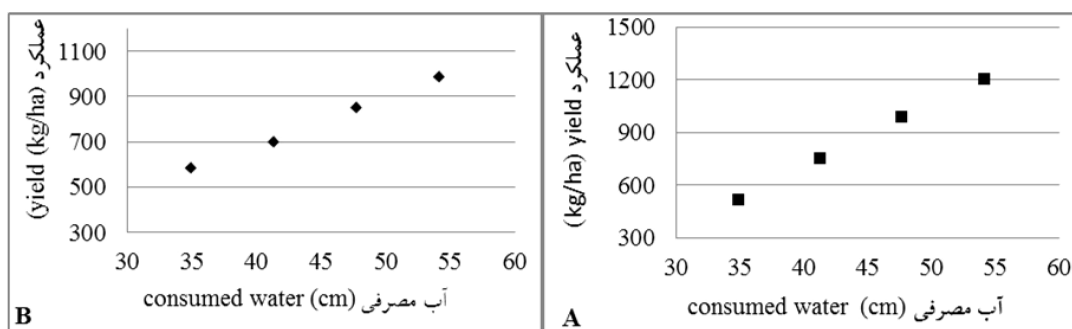 عملکرد (yield (kg/ha)
1100
900
700
500
300
30 35 40 45 50 55 60
آب مصرفی consumed water (cm)
B
عملکرد yield (kg/ha)
1500
1200
900
600
300
30 35 40 45 50 55 60
آب مصرفی consumed water (cm)
A